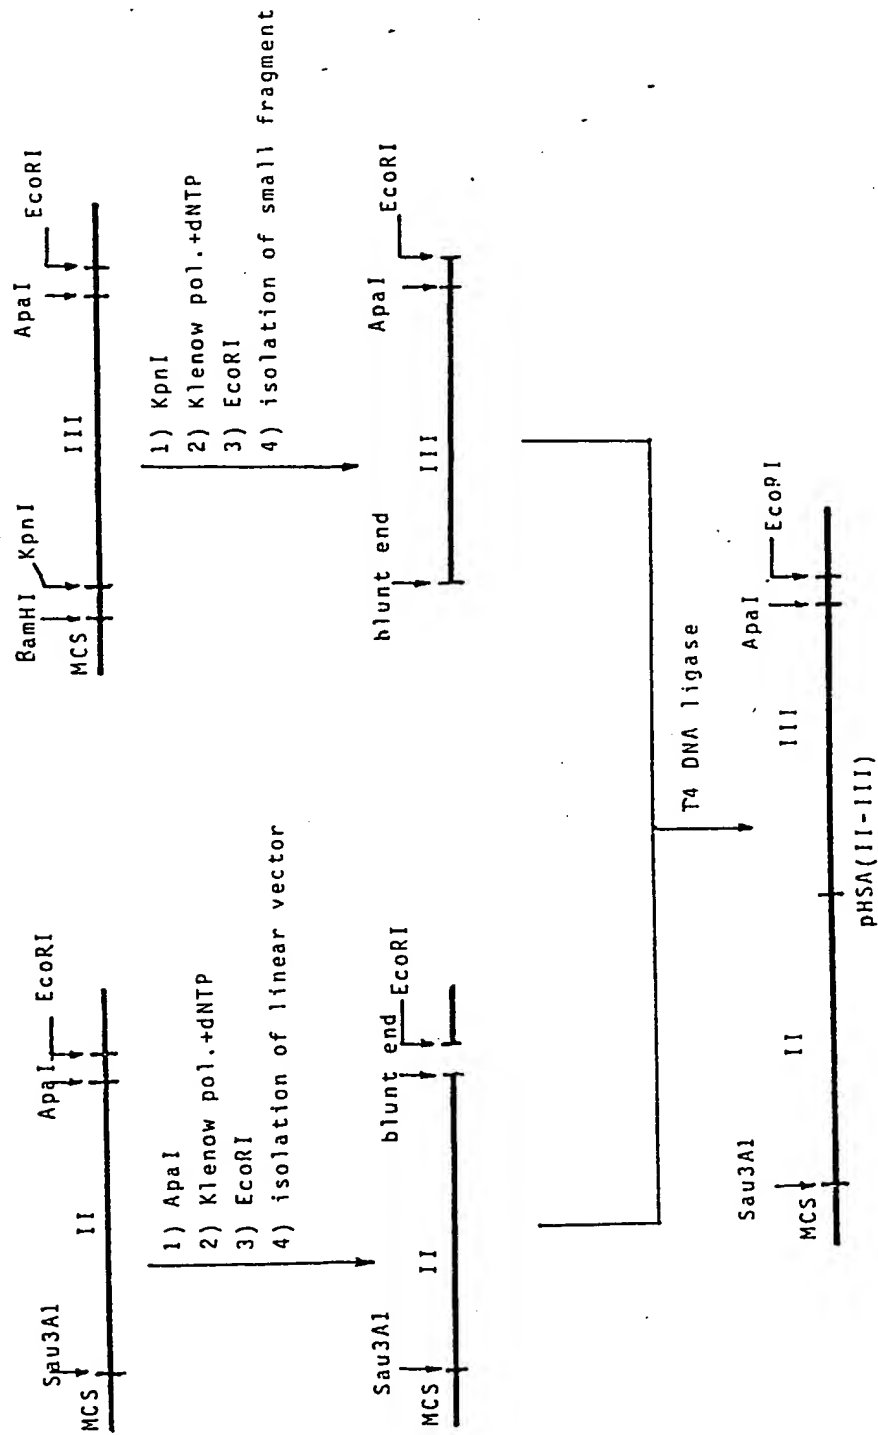 Sau3A1
ApaI
EcoRI
MCS
II
1) ApaI
2) Klenow pol.+dNTP
3) EcoRI
4) isolation of linear vector
Sau3A1
blunt end
EcoRI
MCS
II
BamHI
KpnI
ApaI
EcoRI
MCS
III
1) KpnI
2) Klenow pol.+dNTP
3) EcoRI
4) isolation of small fragment
blunt end
ApaI
EcoRI
III
T4 DNA ligase
Sau3A1
ApaI
EcoRI
MCS
II
III
pHSA(II-III)